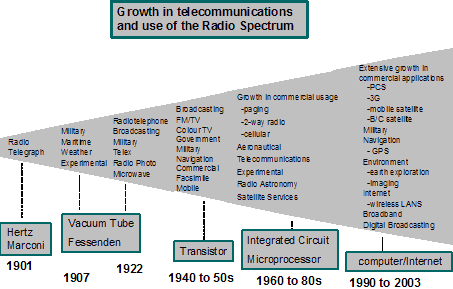 Growth in telecommunications
and use of the Radio Spectrum
Radio
Telegraph
Military
Maritime
Weather
Experimental
Radiotelephone
Broadcasting
Military
Telex
Radio Photo
Microwave
Broadcasting
FM/TV
Colour TV
Government
Military
Navigation
Commercial
Facsimile
Mobile
Growth in commercial usage
-paging
-2-way radio
-cellular
Aeronautical
Telecommunications
Experimental
Radio Astronomy
Satellite Services
Extensive growth in
commercial applications
-PCS
-3G
-mobile satellite
-B/C satellite
Military
Navigation
- GPS
Environment
-earth exploration
-imaging
Internet
-wireless LANS
Broadband
Digital Broadcasting
Hertz
Marconi
1901
Vacuum Tube
Fessenden
1907
1922
Transistor
1940 to 50s
Integrated Circuit
Microprocessor
1960 to 80s
computer/Internet
1990 to 2003